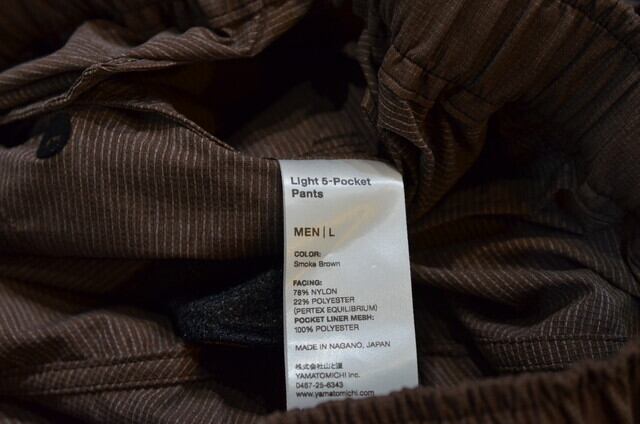 Light 5-Pocket
Pants
MEN | L
COLOR:
Smoke Brown
FACING:
78% NYLON
22% POLYESTER
(PERTEX EQUILIBRIUM)
POCKET LINER MESH:
100% POLYESTER
MADE IN NAGANO, JAPAN
株式会社山と道
YAMATOMICHI Inc.
0467-25-6343
www.yamatomichi.com